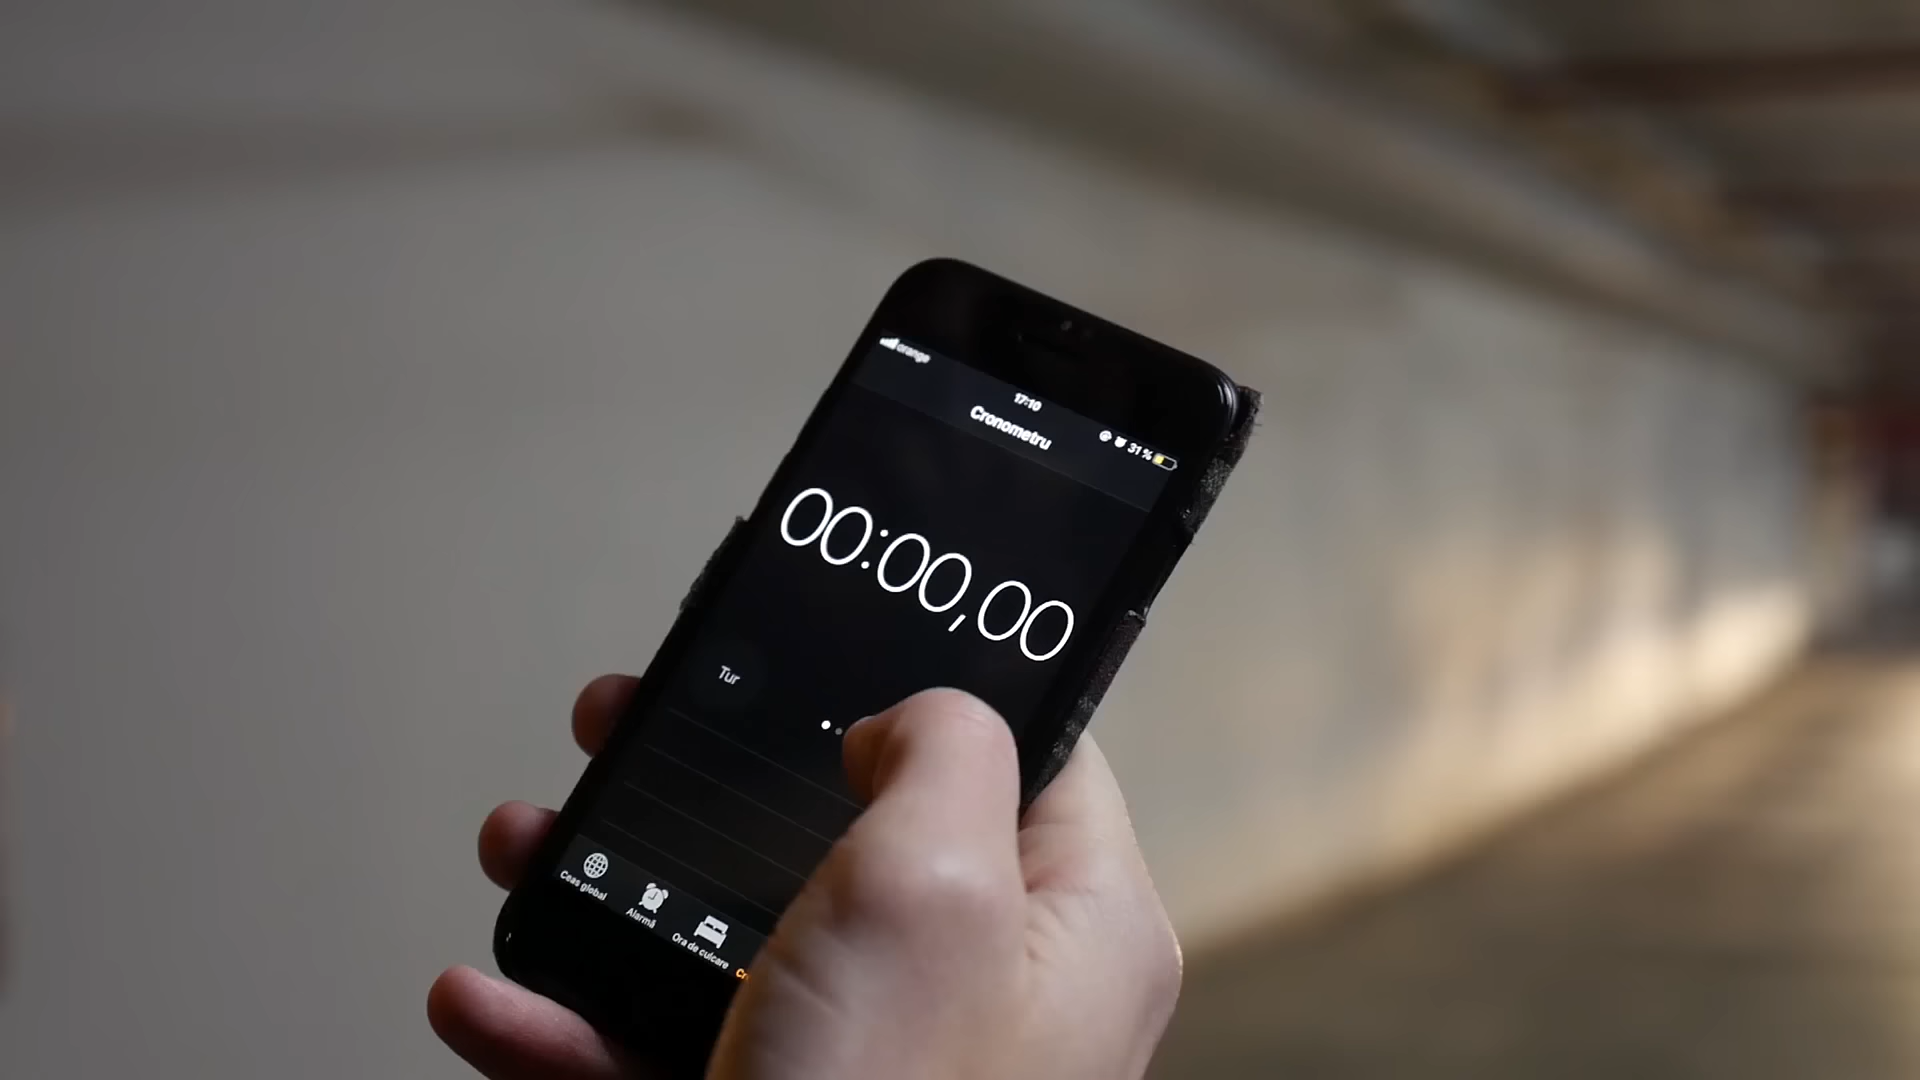 orange
17:10
31 %
Cronometru
00:00,00
Tur
Ceas global
Alarmă
Ora de culcare